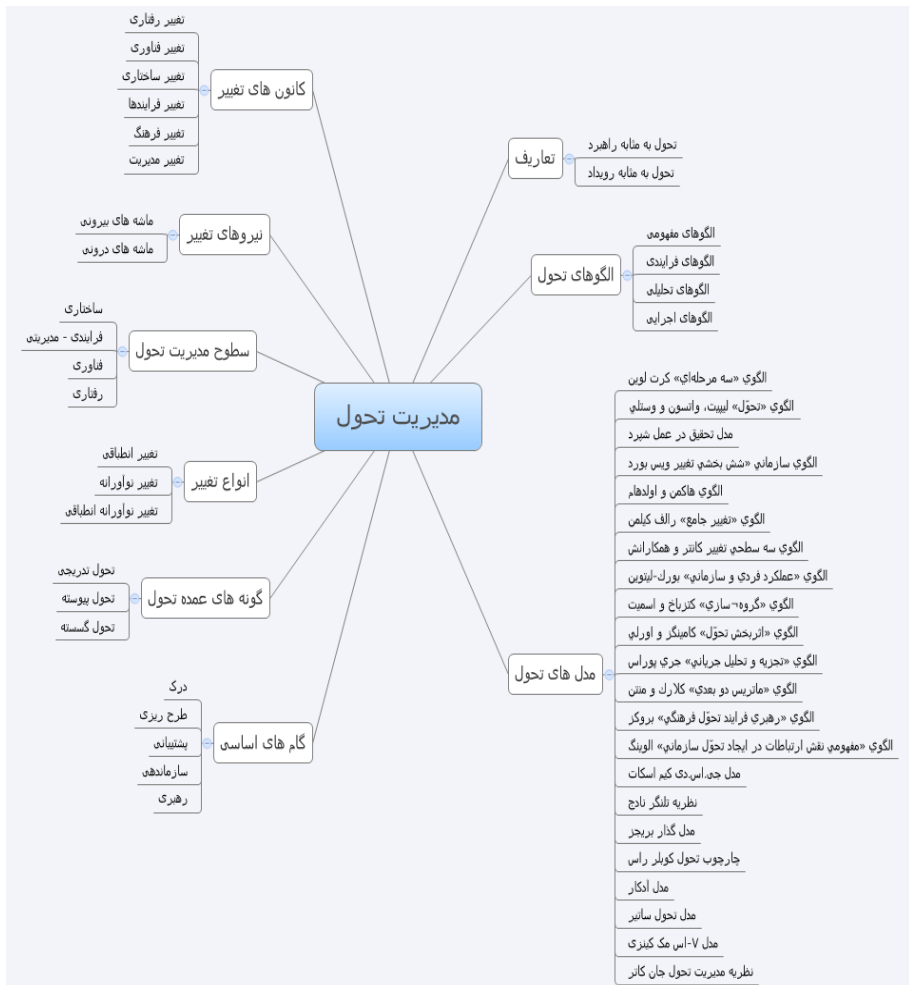 مدیریت تحول
تعاریف
تحول به مثابه راهبرد
تحول به مثابه رویداد
الگوهای تحول
الگوهای مفهومی
الگوهای فرایندی
الگوهای تحلیلی
الگوهای اجرایی
مدل های تحول
الگوي «سه مرحله‌اي» كرت لوين
الگوي «تحوّل» ليپيت، واتسون و وستلي
مدل تحقیق در عمل شپرد
الگوي سازماني «شش بخشي تغيير ويس بورد
الگوي هاكمن و اولدهام
الگوي «تغيير جامع» رالف كيلمن
الگوي سه سطحي تغيير كانتر و همكارانش
الگوي «عملكرد فردي و سازماني» بورك-ليتوين
الگوي «گروه¬سازي» كتزباخ و اسميت
الگوي «اثربخش تحوّل» كامينگز و اورلي
الگوي «تجزيه و تحليل جرياني» جري پوراس
الگوي «ماتريس دو بعدي» كلارك و منتن
الگوي «رهبري فرايند تحوّل فرهنگي» بروكز
الگوي «مفهومي نقش ارتباطات در ايجاد تحوّل سازماني» الوينگ
مدل جی.اس.دی کیم اسکات
نظریه تلنگر نادج
مدل گذار بریجز
چارچوب تحول کوبلر راس
مدل آدکار
مدل تحول ساتیر
مدل ۷-اس مک کینزی
نظریه مدیریت تحول جان کاتر
کانون های تغییر
تغییر رفتاری
تغییر فناوری
تغییر ساختاری
تغییر فرایندها
تغییر فرهنگ
تغییر مدیریت
نیروهای تغییر
ماشه های بیرونی
ماشه های درونی
سطوح مدیریت تحول
ساختاری
فرایندی - مدیریتی
فناوری
رفتاری
انواع تغییر
تغییر انطباقی
تغییر نوآورانه
تغییر نوآورانه انطباقی
گونه های عمده تحول
تحول تدریجی
تحول پیوسته
تحول گسسته
گام های اساسی
درک
طرح ریزی
پشتیبانی
سازماندهی
رهبری